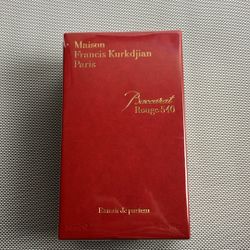 Maison
Francis Kurkdjian
Paris
Baccarat
Rouge 540
Extrait de parfum